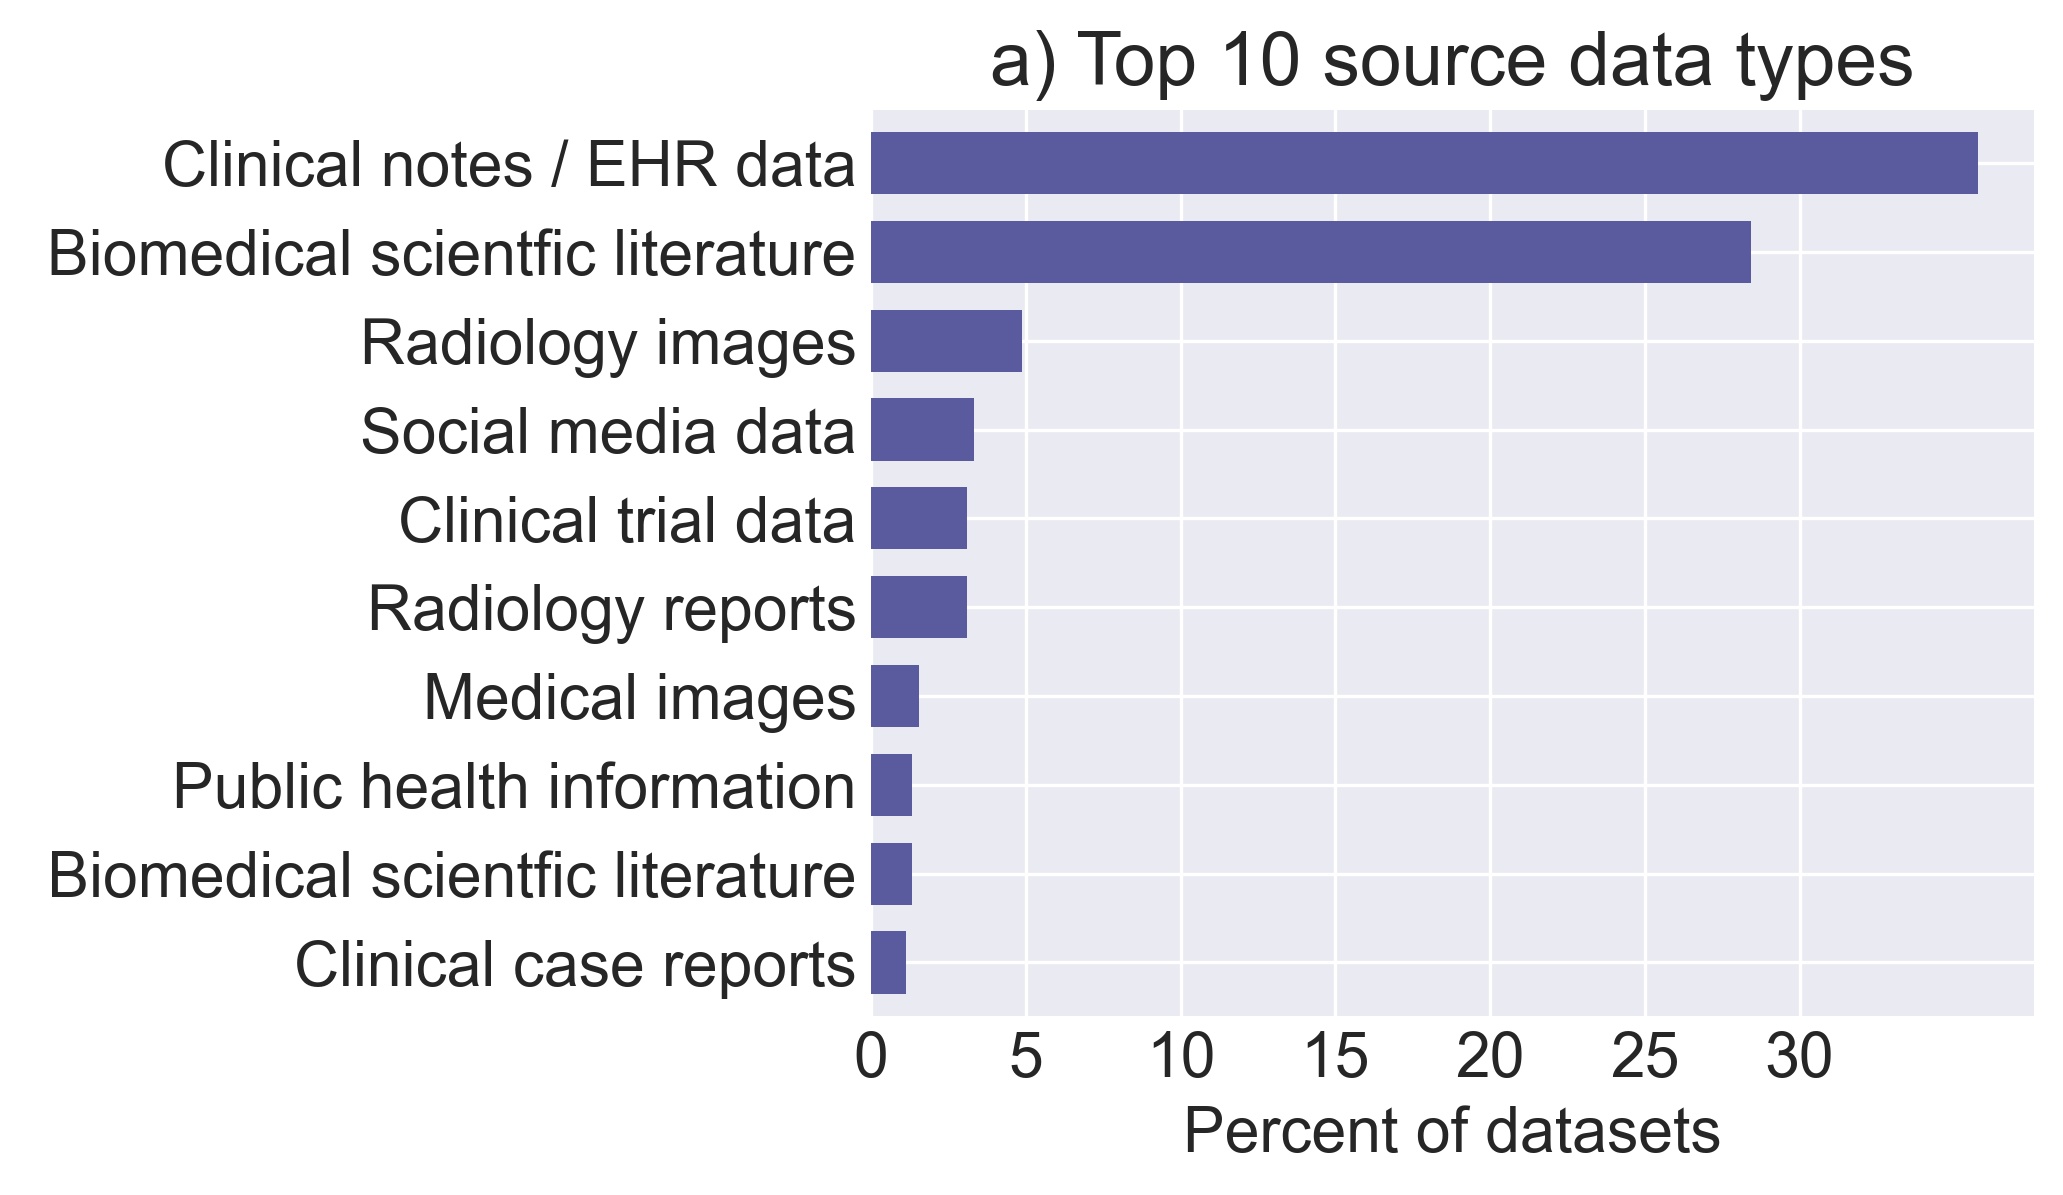 a) Top 10 source data types
Clinical notes / EHR data
Biomedical scientfic literature
Radiology images
Social media data
Clinical trial data
Radiology reports
Medical images
Public health information
Biomedical scientfic literature
Clinical case reports
0 5 10 15 20 25 30
Percent of datasets